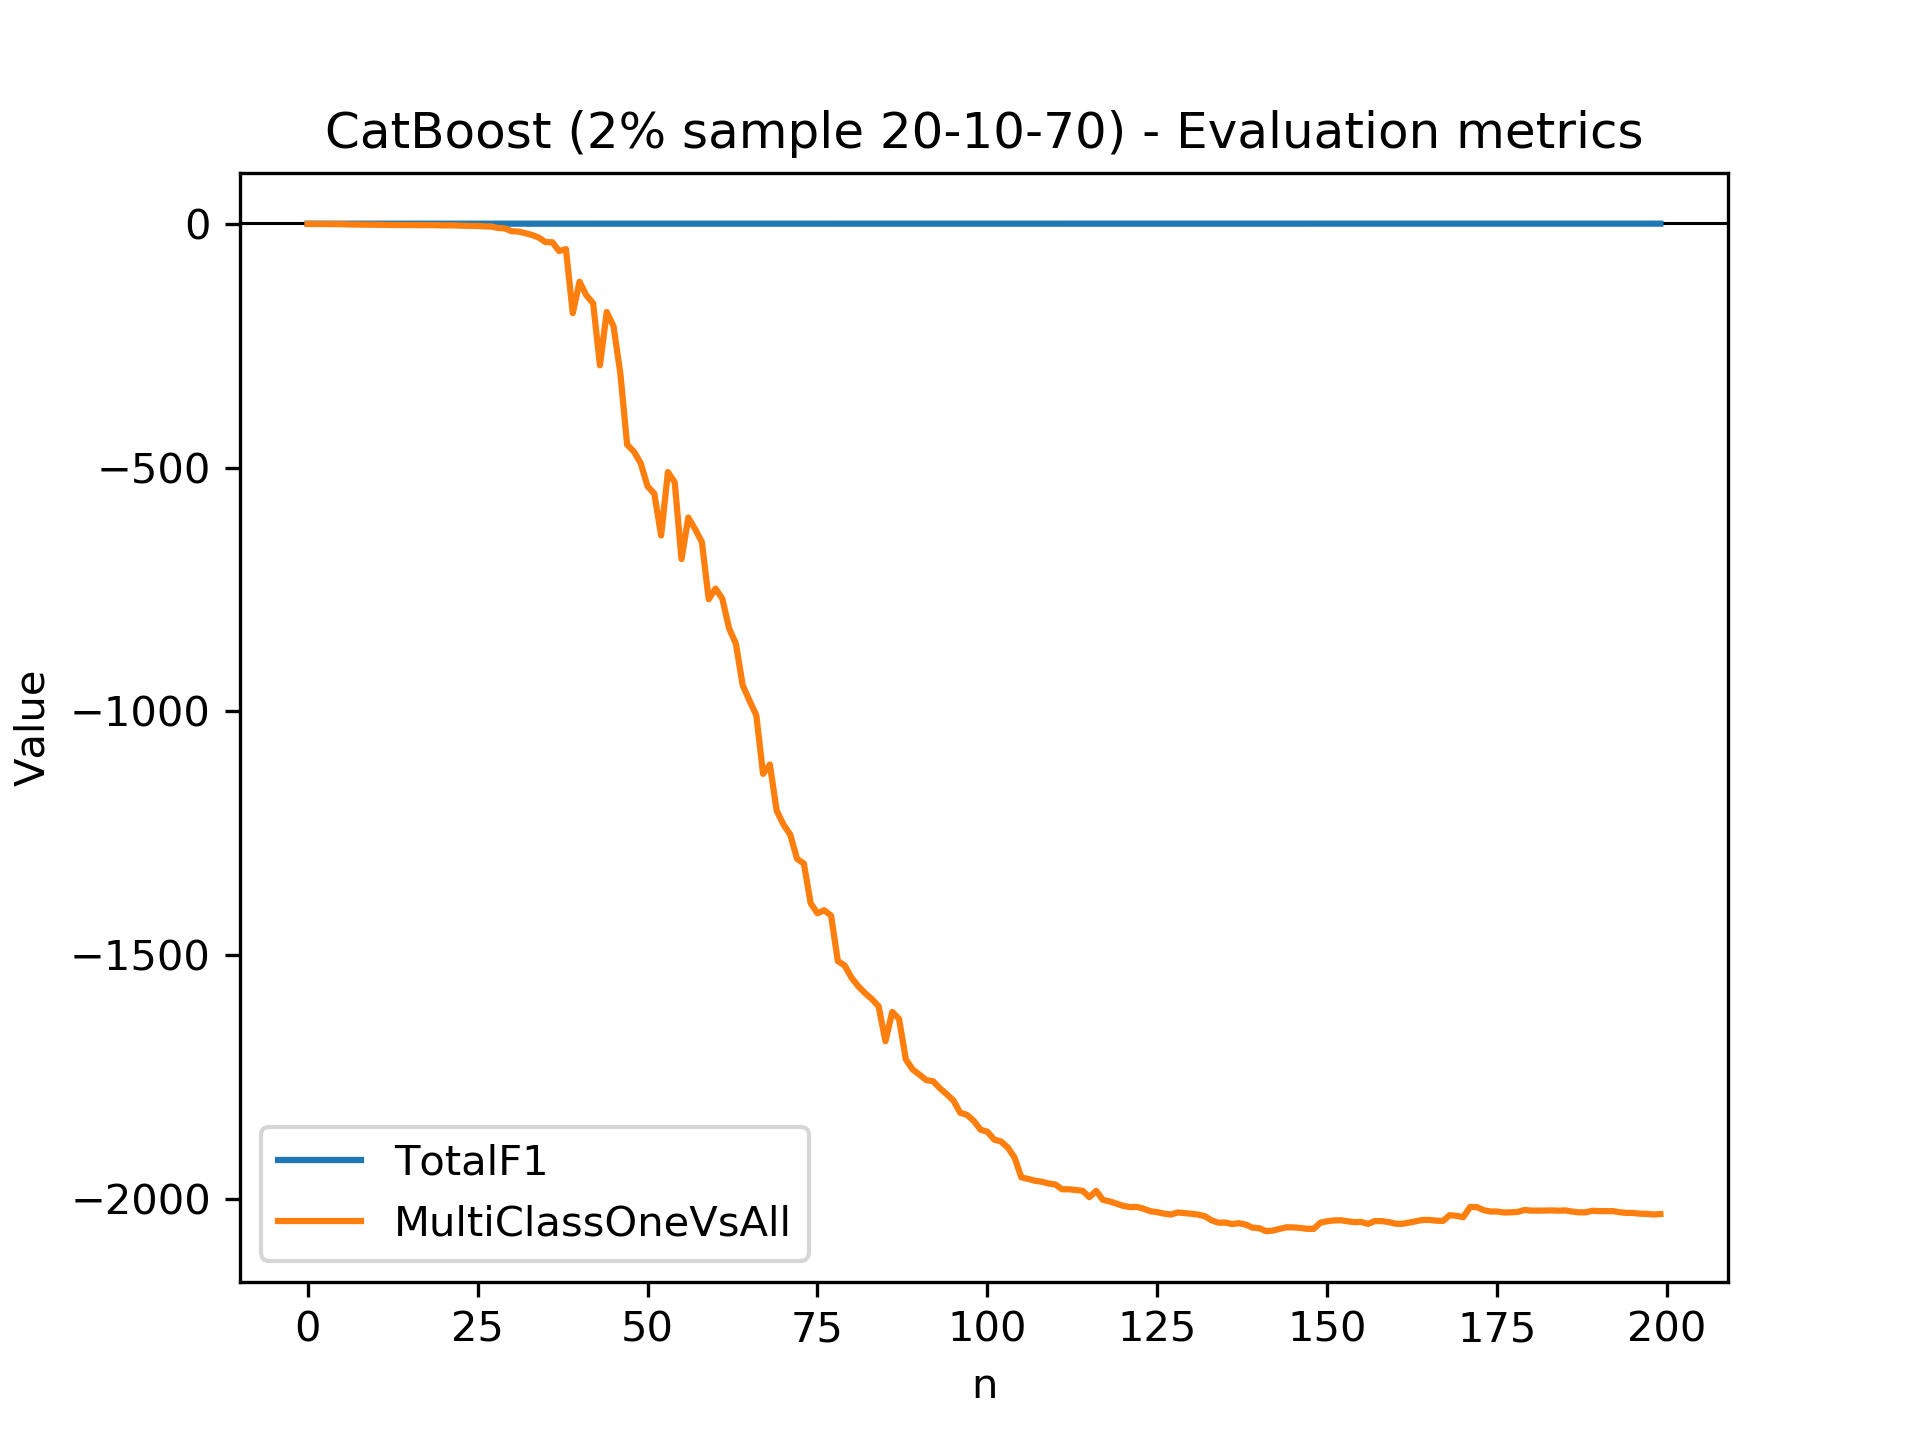 CatBoost (2% sample 20-10-70) - Evaluation metrics
0
−500
−1000
−1500
−2000
Value
TotalF1
MultiClassOneVsAll
0 25 50 75 100 125 150 175 200
n